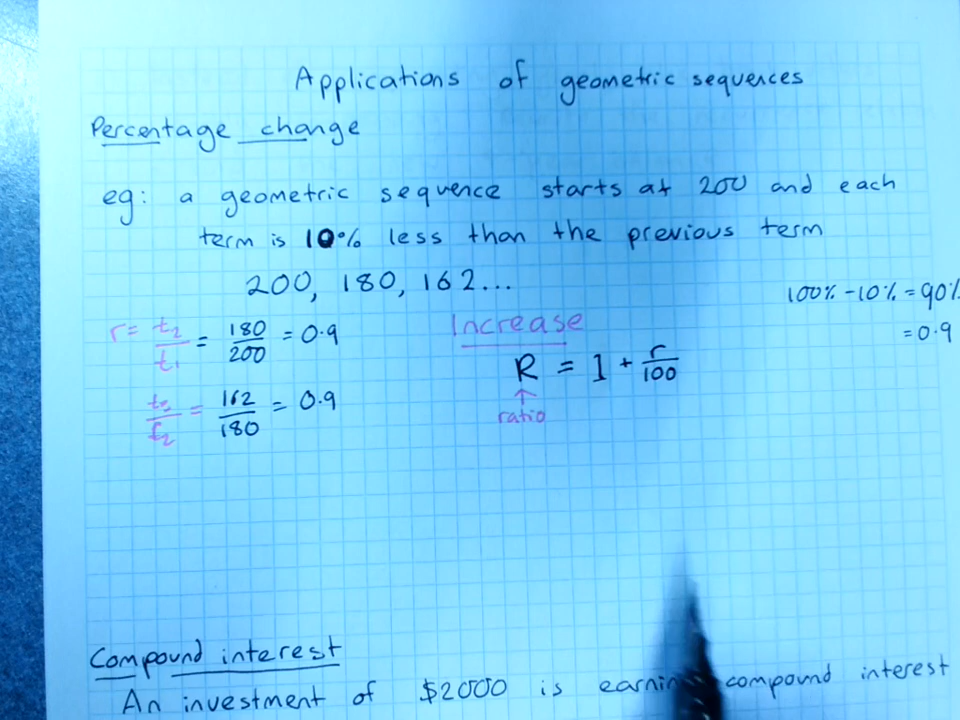 Applications of geometric sequences
Percentage change
eg: a geometric sequence starts at 200 and each
term is 10% less than the previous term
200, 180, 162...
100% - 10% = 90%
= 0.9
r = t2/t1 = 180/200 = 0.9
t3/t2 = 162/180 = 0.9
Increase
R = 1 + r/100
↑
ratio
Compound interest
An investment of $2000 is earning compound interest